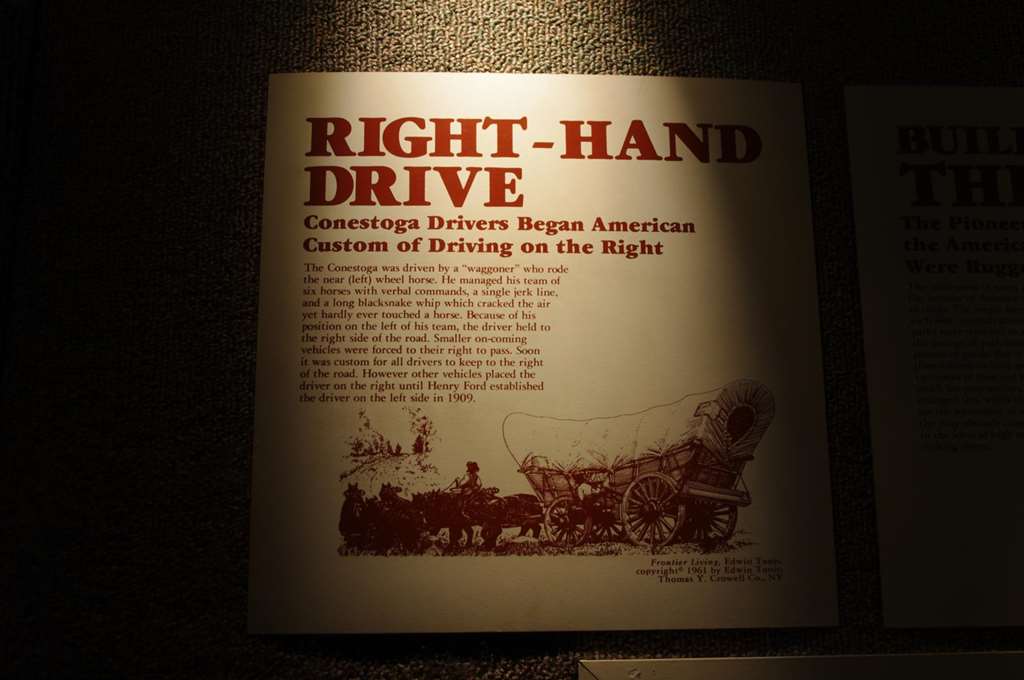 RIGHT-HAND
DRIVE
Conestoga Drivers Began American
Custom of Driving on the Right
The Conestoga was driven by a "waggoner" who rode
the near (left) wheel horse. He managed his team of
six horses with verbal commands, a single jerk line,
and a long blacksnake whip which cracked the air
yet hardly ever touched a horse. Because of his
position on the left of his team, the driver held to
the right side of the road. Smaller on-coming
vehicles were forced to their right to pass. Soon
it was custom for all drivers to keep to the right
of the road. However other vehicles placed the
driver on the right until Henry Ford established
the driver on the left side in 1909.
Frontier Living, Edwin Tunis
copyright© 1961 by Edwin Tunis
Thomas Y. Crowell Co., NY
BUIL
TH
The Pionee
the Americ
Were Rugg